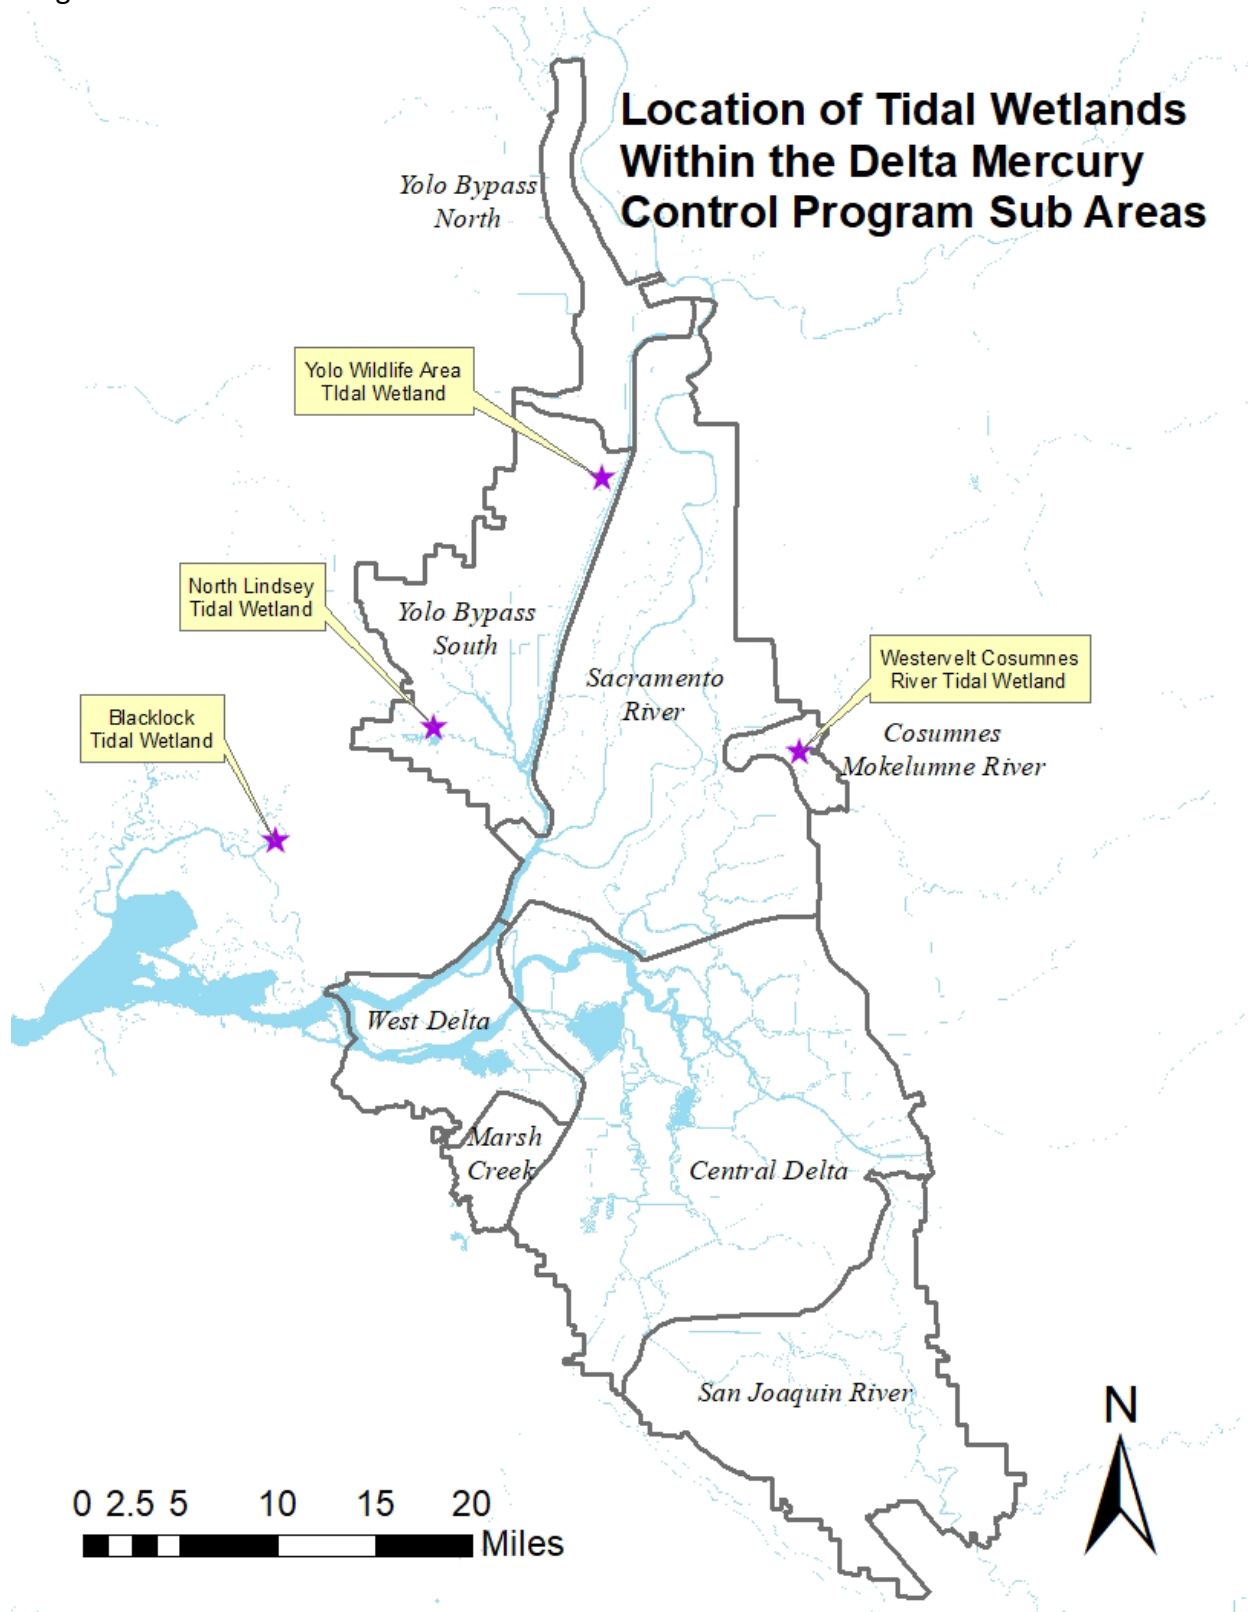 Location of Tidal Wetlands
Within the Delta Mercury
Control Program Sub Areas
Yolo Bypass
North
Yolo Wildlife Area
TIdal Wetland
North Lindsey
Tidal Wetland
Yolo Bypass
South
Sacramento
River
Westervelt Cosumnes
River Tidal Wetland
Blacklock
Tidal Wetland
Cosumnes
Mokelumne River
West Delta
Marsh
Creek
Central Delta
San Joaquin River
N
0 2.5 5 10 15 20
Miles